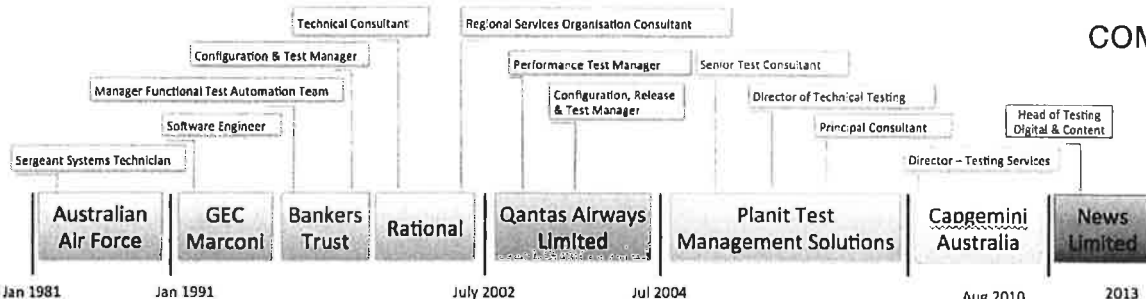 CON
Technical Consultant
Regional Services Organisation Consultant
Configuration & Test Manager
Performance Test Manager
Senior Test Consultant
Manager Functional Test Automation Team
Configuration, Release
& Test Manager
Director of Technical Testing
Software Engineer
Principal Consultant
Head of Testing
Digital & Content
Sergeant Systems Technician
Director – Testing Services
Australian
Air Force
GEC
Marconi
Bankers
Trust
Rational
Qantas Airways
Limited
Planit Test
Management Solutions
Capgemini
Australia
News
Limited
Jan 1981
Jan 1991
July 2002
Jul 2004
Aug 2010
2013